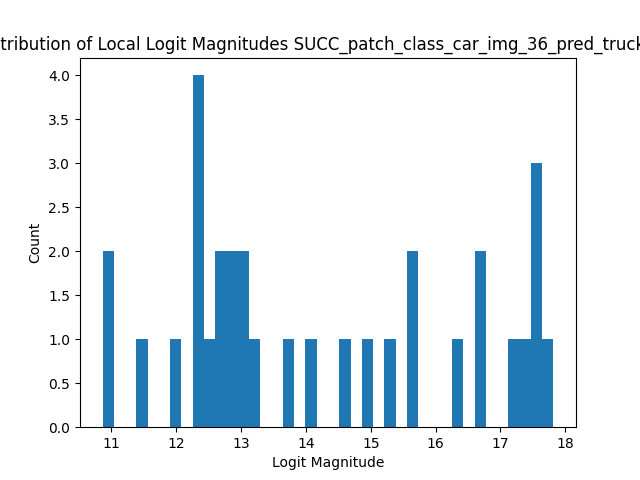 tribution of Local Logit Magnitudes SUCC_patch_class_car_img_36_pred_truck
4.0
3.5
3.0
2.5
2.0
1.5
1.0
0.5
0.0
Count
11 12 13 14 15 16 17 18
Logit Magnitude